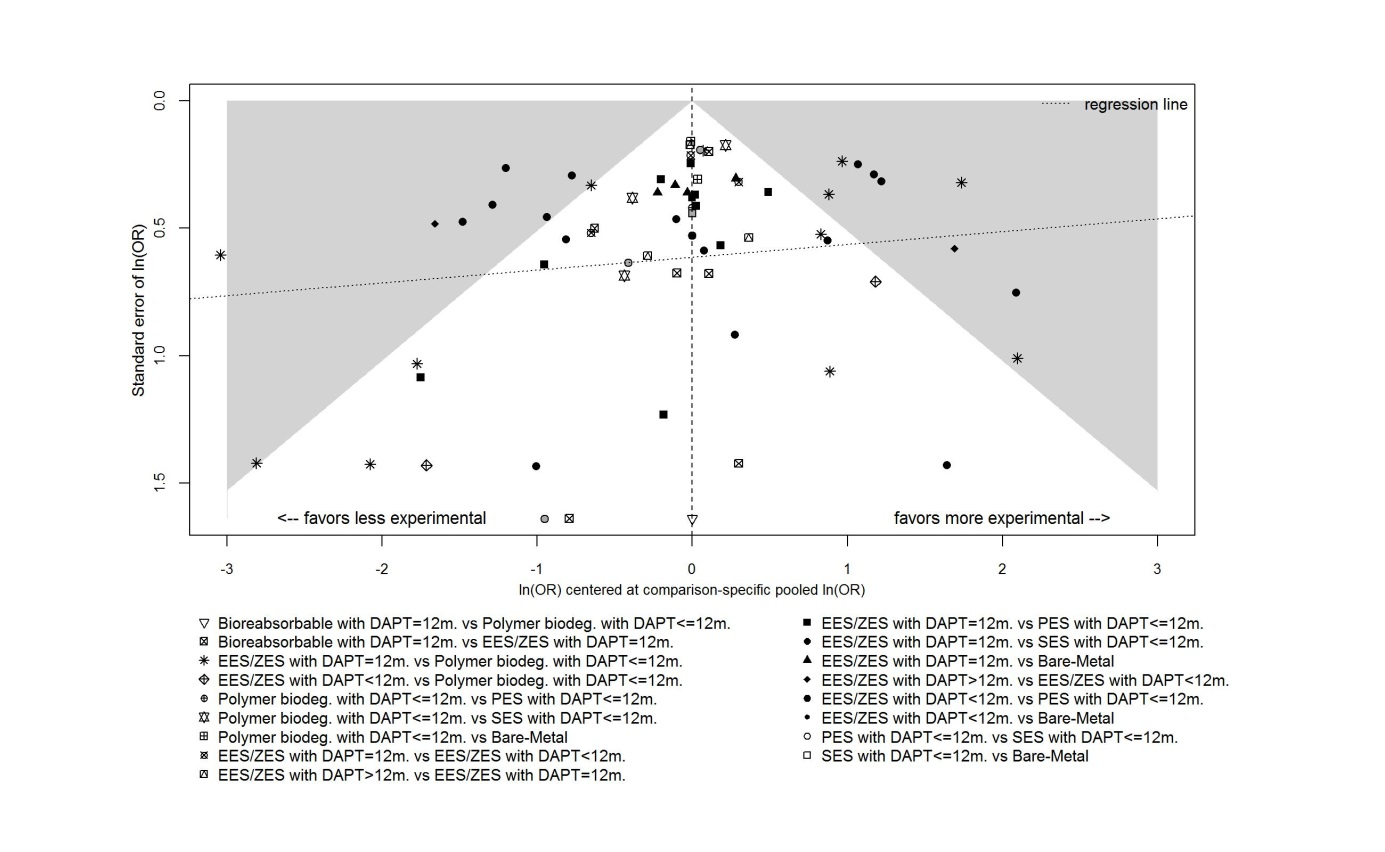 regression line
0.0
0.5
1.0
1.5
Standard error of ln(OR)
<-- favors less experimental
favors more experimental -->
-3
-2
-1
0
1
2
3
ln(OR) centered at comparison-specific pooled ln(OR)
Bioreabsorbable with DAPT=12m. vs Polymer biodeg. with DAPT<=12m.
Bioreabsorbable with DAPT=12m. vs EES/ZES with DAPT=12m.
EES/ZES with DAPT=12m. vs Polymer biodeg. with DAPT<=12m.
EES/ZES with DAPT<12m. vs Polymer biodeg. with DAPT<=12m.
Polymer biodeg. with DAPT<=12m. vs PES with DAPT<=12m.
Polymer biodeg. with DAPT<=12m. vs SES with DAPT<=12m.
Polymer biodeg. with DAPT<=12m. vs Bare-Metal
EES/ZES with DAPT=12m. vs EES/ZES with DAPT<12m.
EES/ZES with DAPT>12m. vs EES/ZES with DAPT=12m.
EES/ZES with DAPT=12m. vs PES with DAPT<=12m.
EES/ZES with DAPT=12m. vs SES with DAPT<=12m.
EES/ZES with DAPT=12m. vs Bare-Metal
EES/ZES with DAPT>12m. vs EES/ZES with DAPT<12m.
EES/ZES with DAPT<12m. vs PES with DAPT<=12m.
EES/ZES with DAPT<12m. vs Bare-Metal
PES with DAPT<=12m. vs SES with DAPT<=12m.
SES with DAPT<=12m. vs Bare-Metal